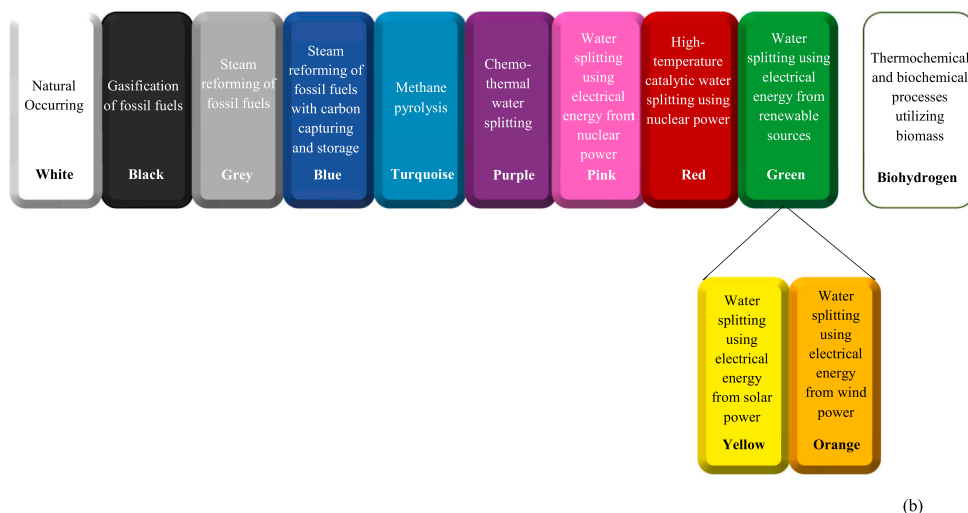 Natural
Occurring
White
Gasification
of fossil fuels
Black
Steam
reforming of
fossil fuels
Grey
Steam
reforming of
fossil fuels
with carbon
capturing
and storage
Blue
Methane
pyrolysis
Turquoise
Chemo-
thermal
water
splitting
Purple
Water
splitting
using
electrical
energy from
nuclear
power
Pink
High-
temperature
catalytic water
splitting using
nuclear power
Red
Water
splitting using
electrical
energy from
renewable
sources
Green
Thermochemical
and biochemical
processes
utilizing
biomass
Biohydrogen
Water
splitting
using
electrical
energy
from solar
power
Yellow
Water
splitting
using
electrical
energy
from wind
power
Orange
(b)